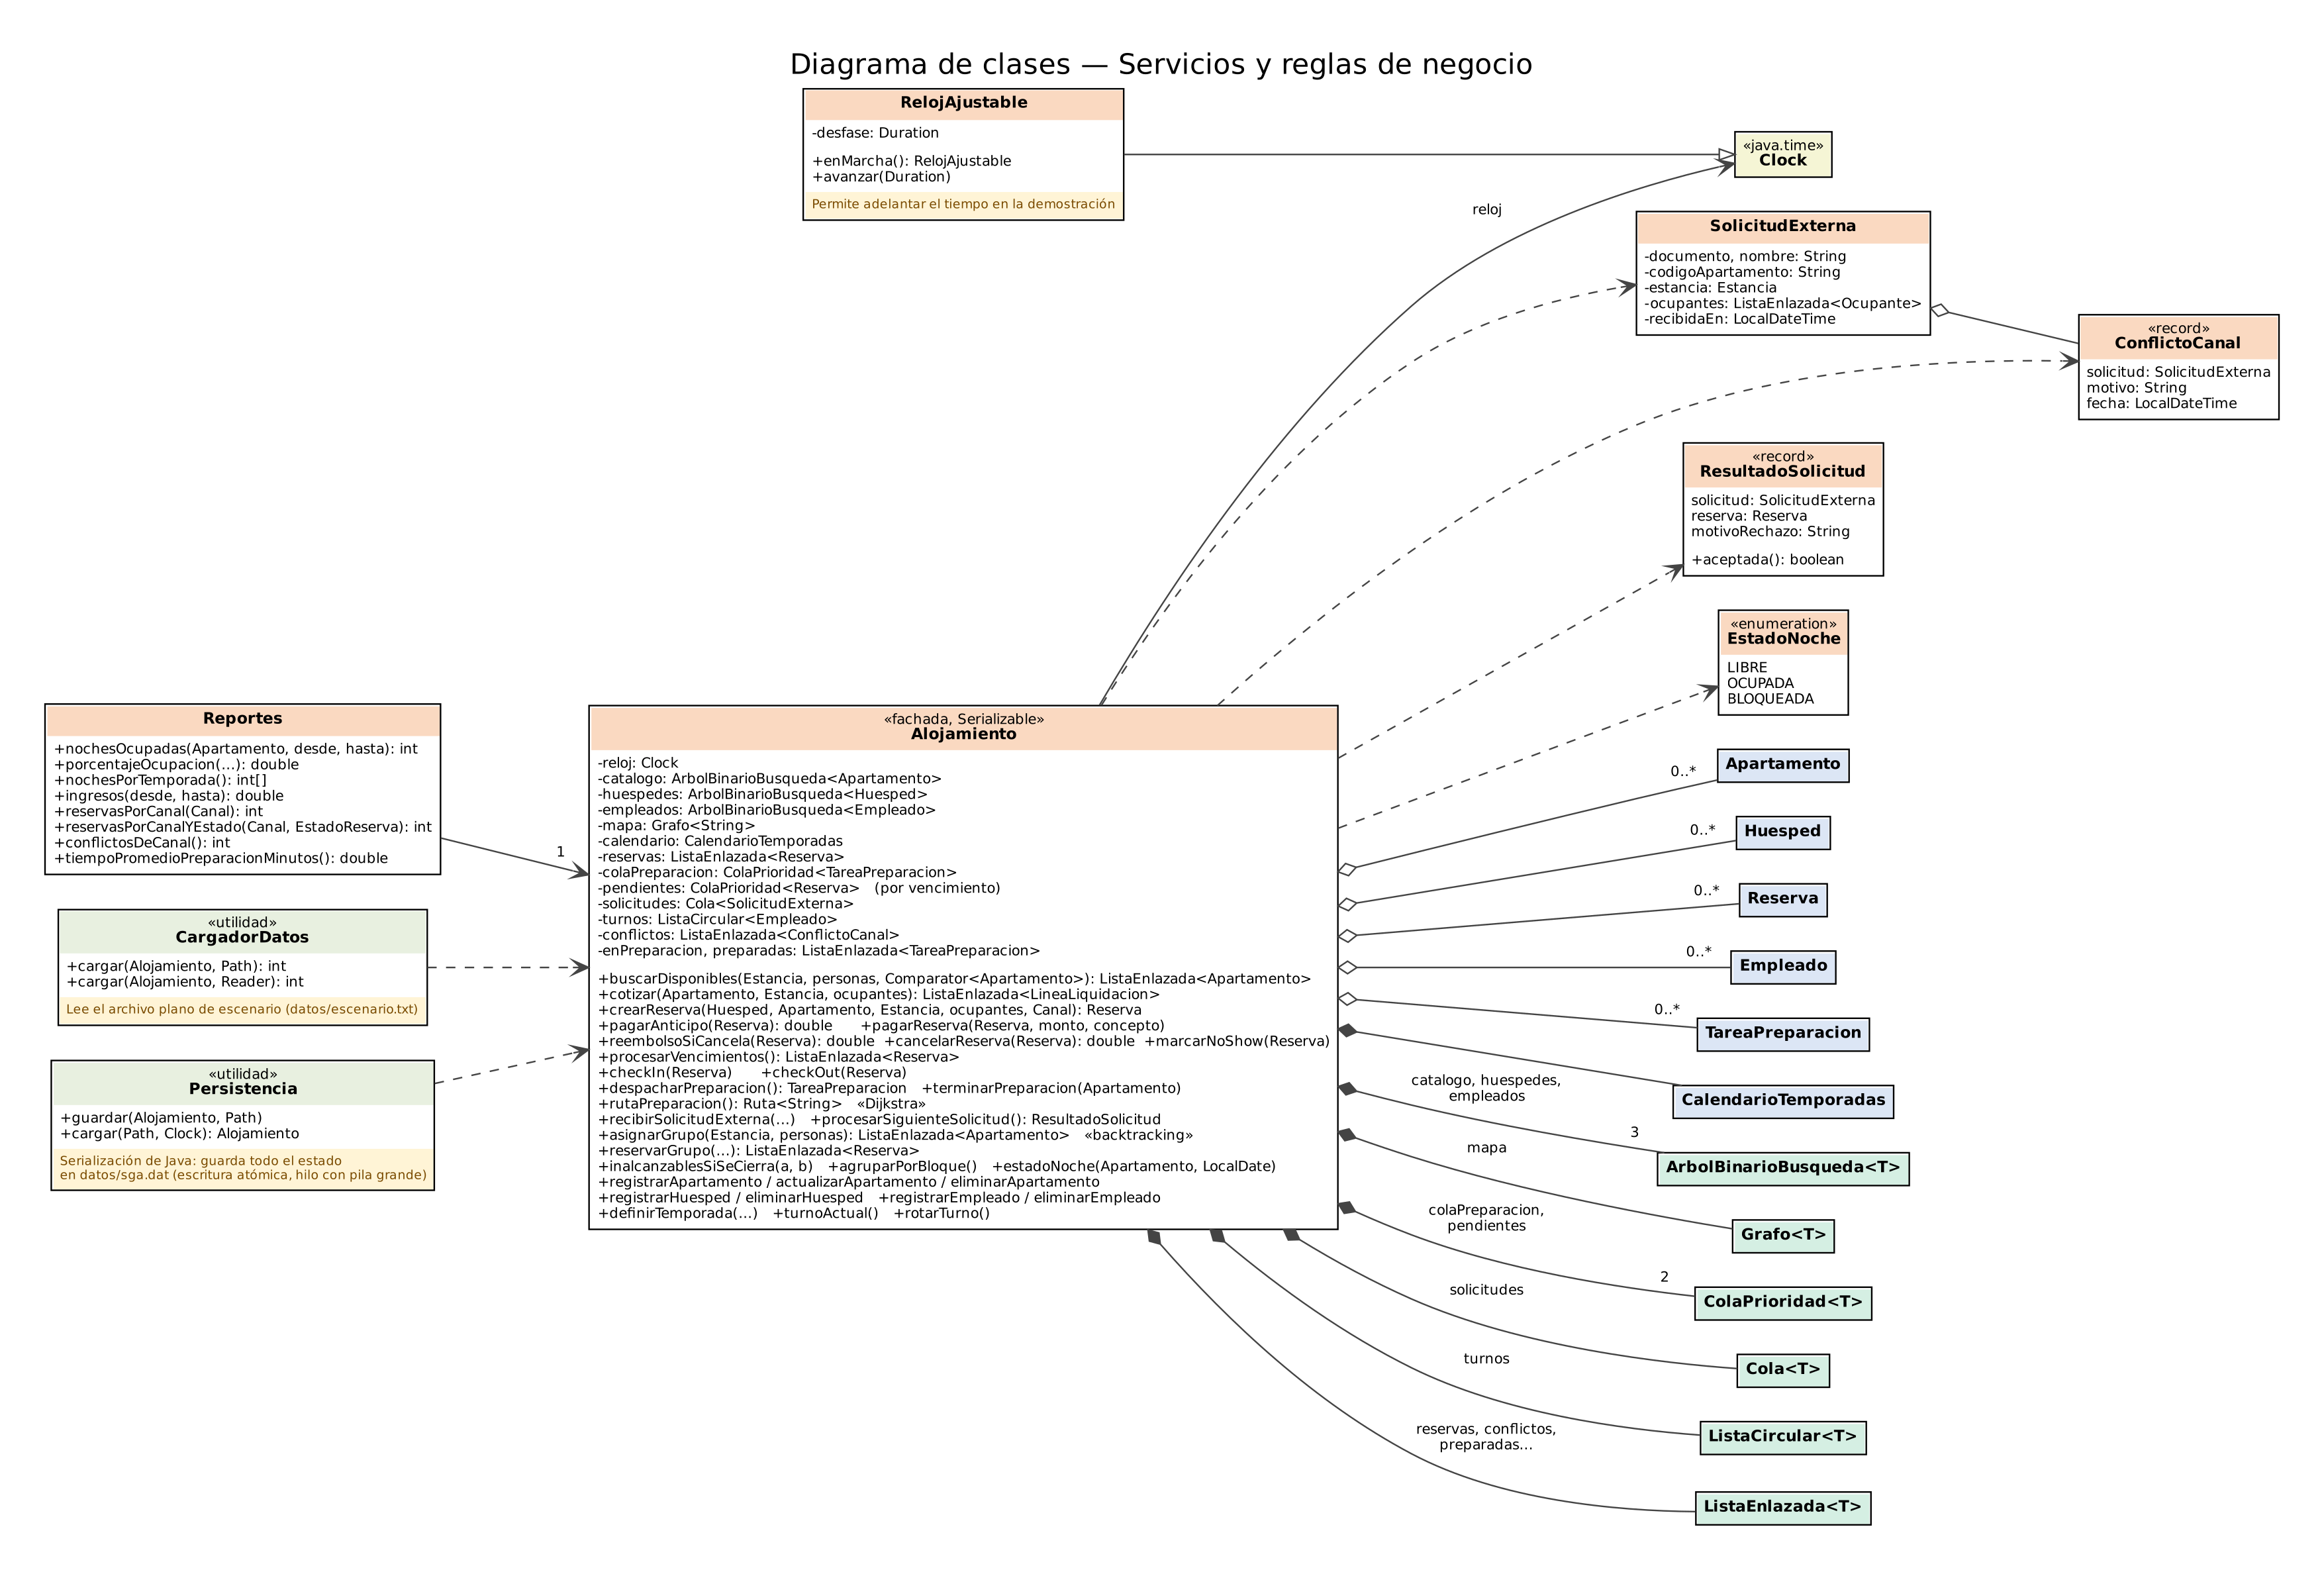 Diagrama de clases — Servicios y reglas de negocio
RelojAjustable
-desfase: Duration
+enMarcha(): RelojAjustable
+avanzar(Duration)
Permite adelantar el tiempo en la demostración
«java.time»
Clock
reloj
SolicitudExterna
-documento, nombre: String
-codigoApartamento: String
-estancia: Estancia
-ocupantes: ListaEnlazada<Ocupante>
-recibidaEn: LocalDateTime
«record»
ConflictoCanal
solicitud: SolicitudExterna
motivo: String
fecha: LocalDateTime
«record»
ResultadoSolicitud
solicitud: SolicitudExterna
reserva: Reserva
motivoRechazo: String
+aceptada(): boolean
«enumeration»
EstadoNoche
LIBRE
OCUPADA
BLOQUEADA
Reportes
+nochesOcupadas(Apartamento, desde, hasta): int
+porcentajeOcupacion(...): double
+nochesPorTemporada(): int[]
+ingresos(desde, hasta): double
+reservasPorCanal(Canal): int
+reservasPorCanalYEstado(Canal, EstadoReserva): int
+conflictosDeCanal(): int
+tiempoPromedioPreparacionMinutos(): double
1
«utilidad»
CargadorDatos
+cargar(Alojamiento, Path): int
+cargar(Alojamiento, Reader): int
Lee el archivo plano de escenario (datos/escenario.txt)
«utilidad»
Persistencia
+guardar(Alojamiento, Path)
+cargar(Path, Clock): Alojamiento
Serialización de Java: guarda todo el estado
en datos/sga.dat (escritura atómica, hilo con pila grande)
«fachada, Serializable»
Alojamiento
-reloj: Clock
-catalogo: ArbolBinarioBusqueda<Apartamento>
-huespedes: ArbolBinarioBusqueda<Huesped>
-empleados: ArbolBinarioBusqueda<Empleado>
-mapa: Grafo<String>
-calendario: CalendarioTemporadas
-reservas: ListaEnlazada<Reserva>
-colaPreparacion: ColaPrioridad<TareaPreparacion>
-pendientes: ColaPrioridad<Reserva>   (por vencimiento)
-solicitudes: Cola<SolicitudExterna>
-turnos: ListaCircular<Empleado>
-conflictos: ListaEnlazada<ConflictoCanal>
-enPreparacion, preparadas: ListaEnlazada<TareaPreparacion>
+buscarDisponibles(Estancia, personas, Comparator<Apartamento>): ListaEnlazada<Apartamento>
+cotizar(Apartamento, Estancia, ocupantes): ListaEnlazada<LineaLiquidacion>
+crearReserva(Huesped, Apartamento, Estancia, ocupantes, Canal): Reserva
+pagarAnticipo(Reserva): double      +pagarReserva(Reserva, monto, concepto)
+reembolsoSiCancela(Reserva): double  +cancelarReserva(Reserva): double  +marcarNoShow(Reserva)
+procesarVencimientos(): ListaEnlazada<Reserva>
+checkIn(Reserva)      +checkOut(Reserva)
+despacharPreparacion(): TareaPreparacion   +terminarPreparacion(Apartamento)
+rutaPreparacion(): Ruta<String>   «Dijkstra»
+recibirSolicitudExterna(...)   +procesarSiguienteSolicitud(): ResultadoSolicitud
+asignarGrupo(Estancia, personas): ListaEnlazada<Apartamento>   «backtracking»
+reservarGrupo(...): ListaEnlazada<Reserva>
+inalcanzablesSiSeCierra(a, b)   +agruparPorBloque()   +estadoNoche(Apartamento, LocalDate)
+registrarApartamento / actualizarApartamento / eliminarApartamento
+registrarHuesped / eliminarHuesped   +registrarEmpleado / eliminarEmpleado
+definirTemporada(...)   +turnoActual()   +rotarTurno()
0..*
Apartamento
0..*
Huesped
0..*
Reserva
0..*
Empleado
0..*
TareaPreparacion
CalendarioTemporadas
catalogo, huespedes,
empleados
3
ArbolBinarioBusqueda<T>
mapa
Grafo<T>
colaPreparacion,
pendientes
2
ColaPrioridad<T>
solicitudes
Cola<T>
turnos
ListaCircular<T>
reservas, conflictos,
preparadas...
ListaEnlazada<T>